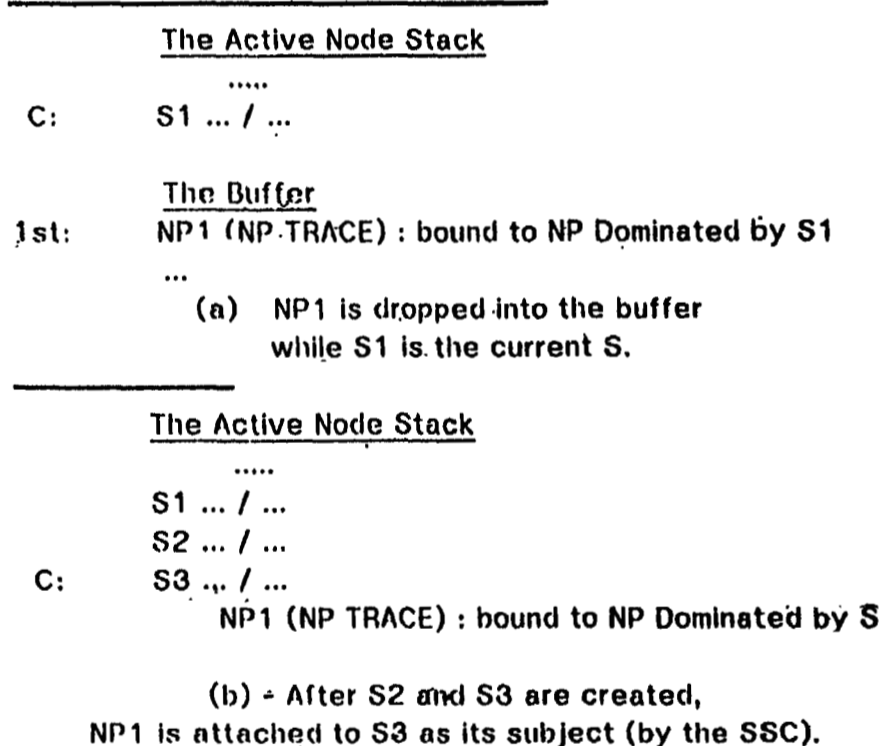 The Active Node Stack
.....
C: S1 ... / ...
The Buffer
1st: NP1 (NP TRACE) : bound to NP Dominated by S1
...
(a) NP1 is dropped into the buffer
while S1 is the current S.
The Active Node Stack
.....
S1 ... / ...
S2 ... / ...
C: S3 ... / ...
NP1 (NP TRACE) : bound to NP Dominated by S
(b) - After S2 and S3 are created,
NP1 is attached to S3 as its subject (by the SSC).